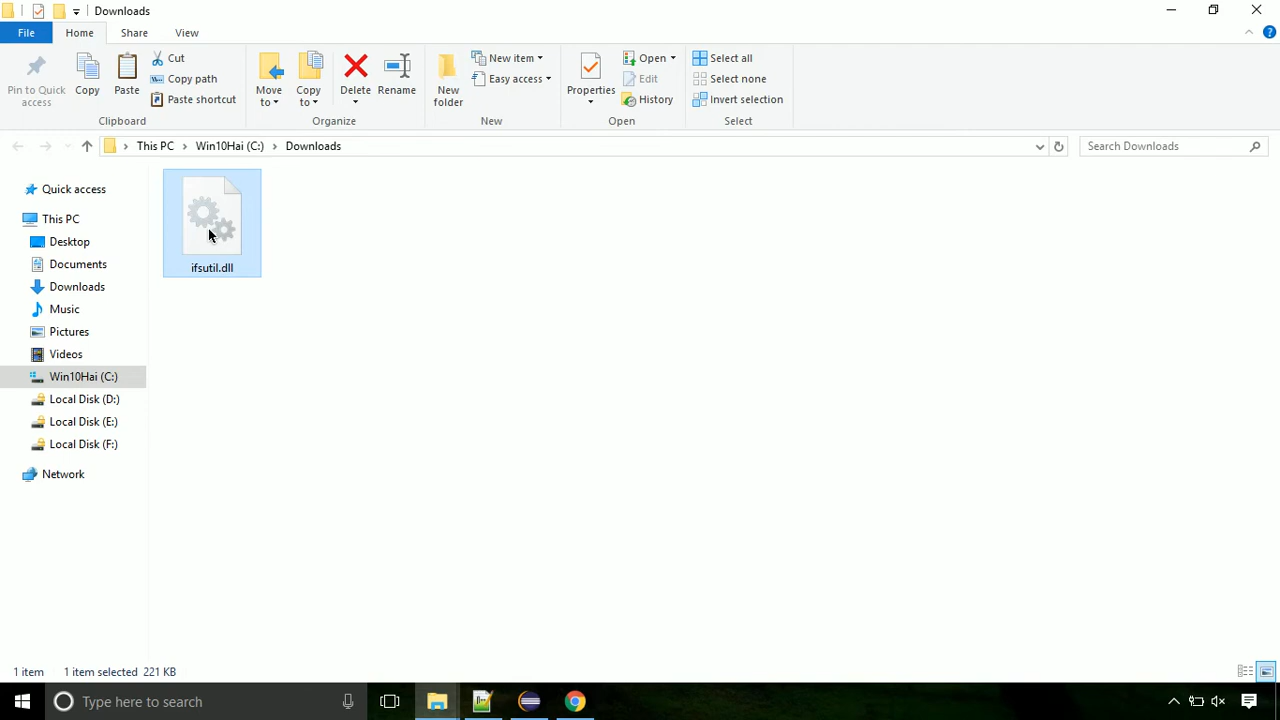 Downloads
File Home Share View
Pin to Quick access
Copy
Paste
Cut
Copy path
Paste shortcut
Clipboard
Move to
Copy to
Delete
Rename
Organize
New folder
New item
Easy access
New
Properties
Open
Edit
History
Open
Select all
Select none
Invert selection
Select
This PC Win10Hai (C:) Downloads
Search Downloads
Quick access
This PC
Desktop
Documents
Downloads
Music
Pictures
Videos
Win10Hai (C:)
Local Disk (D:)
Local Disk (E:)
Local Disk (F:)
Network
ifsutil.dll
1 item 1 item selected 221 KB
Type here to search